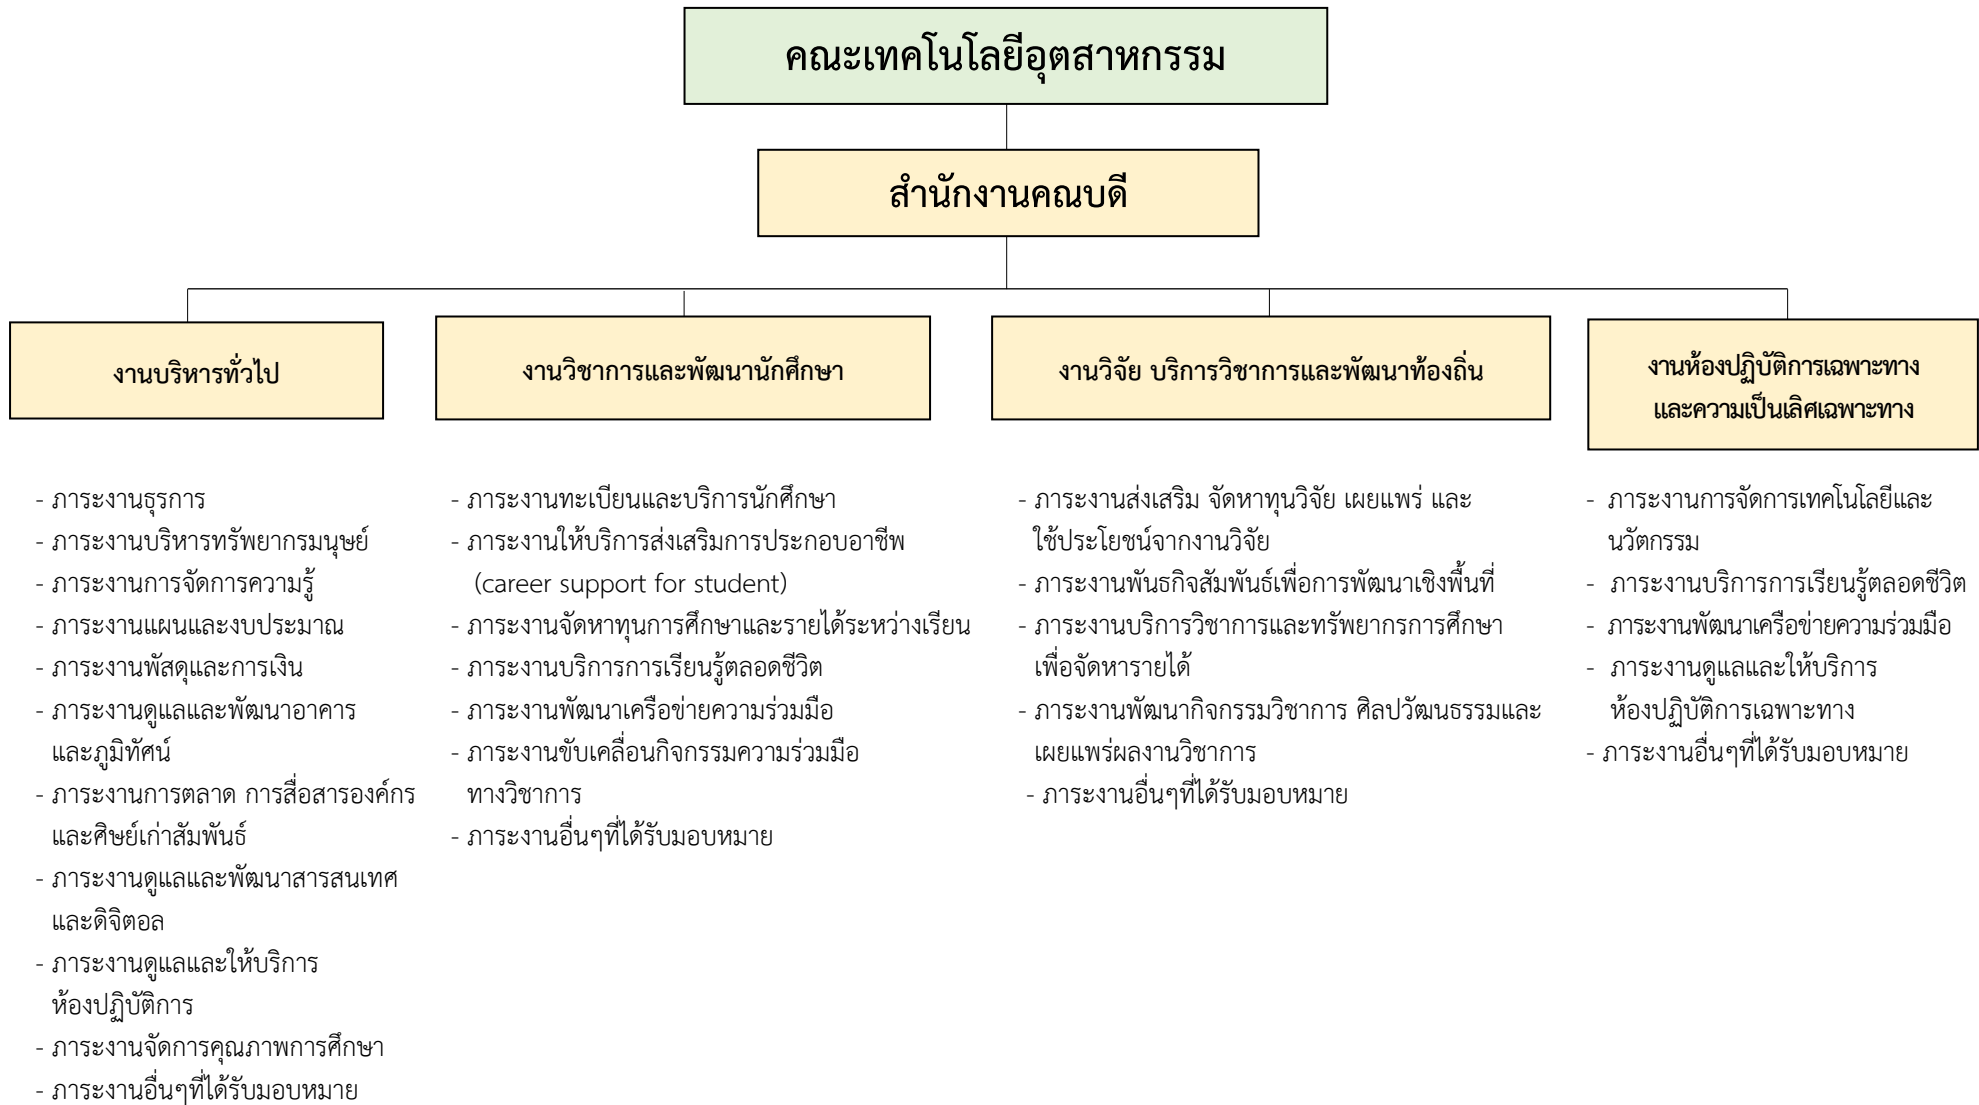 คณะเทคโนโลยีอุตสาหกรรม
สำนักงานคณบดี
งานบริหารทั่วไป
- ภาระงานธุรการ
- ภาระงานบริหารทรัพยากรมนุษย์
- ภาระงานการจัดการความรู้
- ภาระงานแผนและงบประมาณ
- ภาระงานพัสดุและการเงิน
- ภาระงานดูแลและพัฒนาอาคาร
และภูมิทัศน์
- ภาระงานการตลาด การสื่อสารองค์กร
และศิษย์เก่าสัมพันธ์
- ภาระงานดูแลและพัฒนาสารสนเทศ
และดิจิตอล
- ภาระงานดูแลและให้บริการ
ห้องปฏิบัติการ
- ภาระงานจัดการคุณภาพการศึกษา
- ภาระงานอื่นๆที่ได้รับมอบหมาย
งานวิชาการและพัฒนานักศึกษา
- ภาระงานทะเบียนและบริการนักศึกษา
- ภาระงานให้บริการส่งเสริมการประกอบอาชีพ
(career support for student)
- ภาระงานจัดหาทุนการศึกษาและรายได้ระหว่างเรียน
- ภาระงานบริการการเรียนรู้ตลอดชีวิต
- ภาระงานพัฒนาเครือข่ายความร่วมมือ
- ภาระงานขับเคลื่อนกิจกรรมความร่วมมือ
ทางวิชาการ
- ภาระงานอื่นๆที่ได้รับมอบหมาย
งานวิจัย บริการวิชาการและพัฒนาท้องถิ่น
- ภาระงานส่งเสริม จัดหาทุนวิจัย เผยแพร่ และ
ใช้ประโยชน์จากงานวิจัย
- ภาระงานพันธกิจสัมพันธ์เพื่อการพัฒนาเชิงพื้นที่
- ภาระงานบริการวิชาการและทรัพยากรการศึกษา
เพื่อจัดหารายได้
- ภาระงานพัฒนากิจกรรมวิชาการ ศิลปวัฒนธรรมและ
เผยแพร่ผลงานวิชาการ
- ภาระงานอื่นๆที่ได้รับมอบหมาย
งานห้องปฏิบัติการเฉพาะทาง
และความเป็นเลิศเฉพาะทาง
- ภาระงานการจัดการเทคโนโลยีและ
นวัตกรรม
- ภาระงานบริการการเรียนรู้ตลอดชีวิต
- ภาระงานพัฒนาเครือข่ายความร่วมมือ
- ภาระงานดูแลและให้บริการ
ห้องปฏิบัติการเฉพาะทาง
- ภาระงานอื่นๆที่ได้รับมอบหมาย